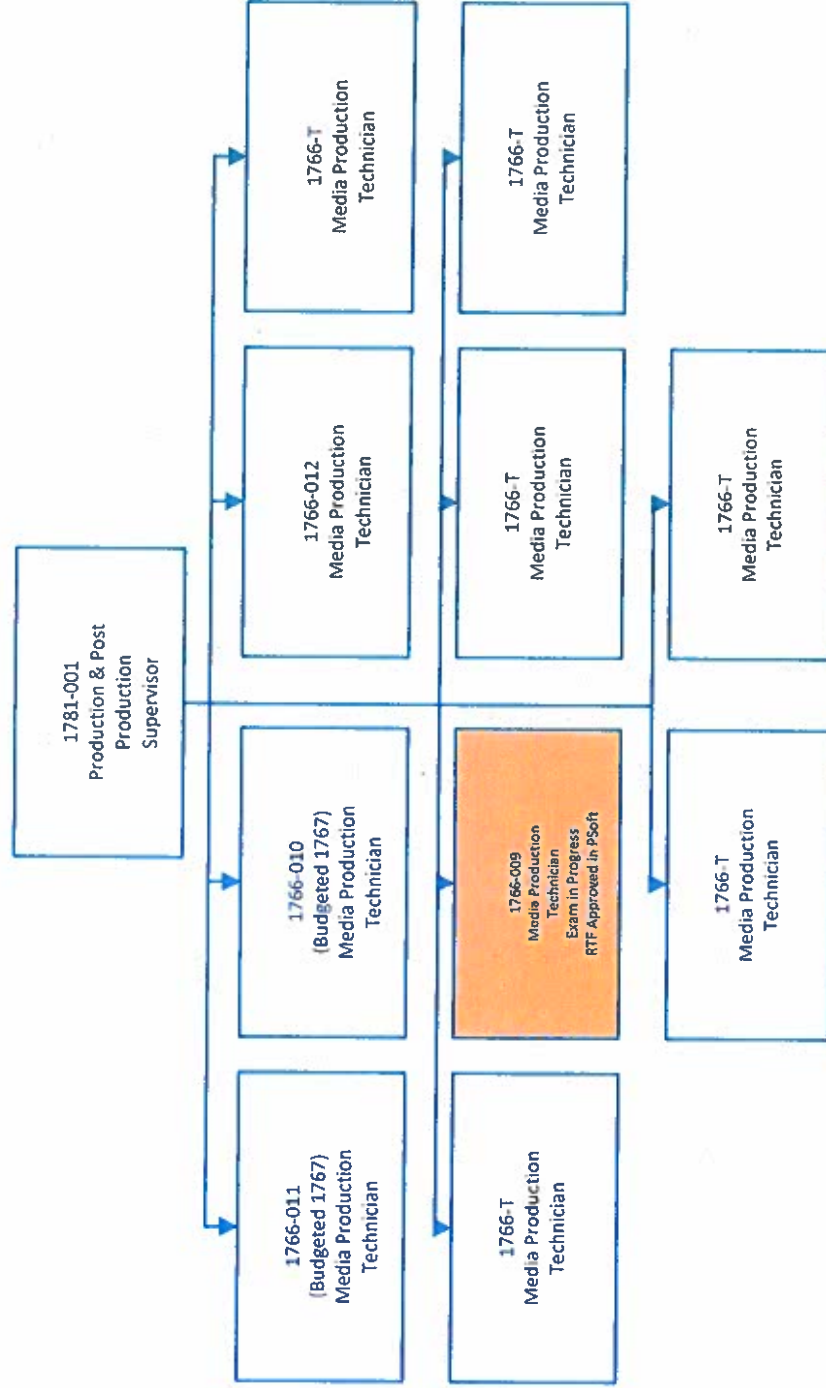 1781-001
Production & Post
Production
Supervisor
1766-011
(Budgeted 1767)
Media Production
Technician
1766-010
(Budgeted 1767)
Media Production
Technician
1766-012
Media Production
Technician
1766-T
Media Production
Technician
1766-T
Media Production
Technician
1766-009
Media Production
Technician
Exam in Progress
RTF Approved in PSoft
1766-T
Media Production
Technician
1766-T
Media Production
Technician
1766-T
Media Production
Technician
1766-T
Media Production
Technician